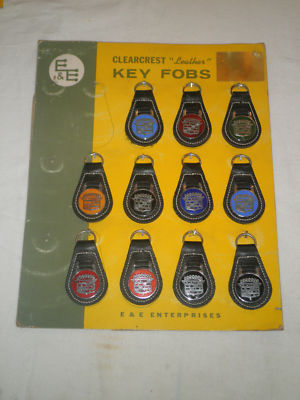 E & E
CLEARCREST "Leather"
KEY FOBS
E & E ENTERPRISES